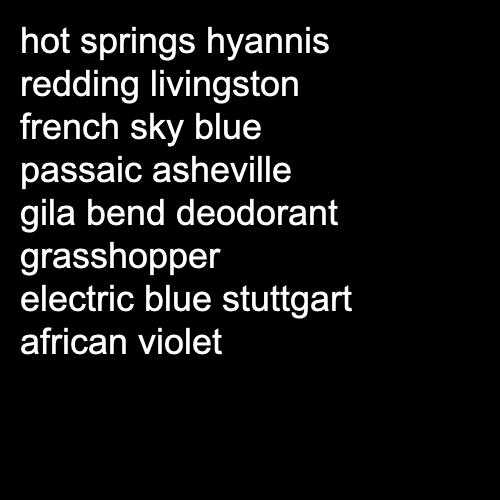 hot springs hyannis
redding livingston
french sky blue
passaic asheville
gila bend deodorant
grasshopper
electric blue stuttgart
african violet